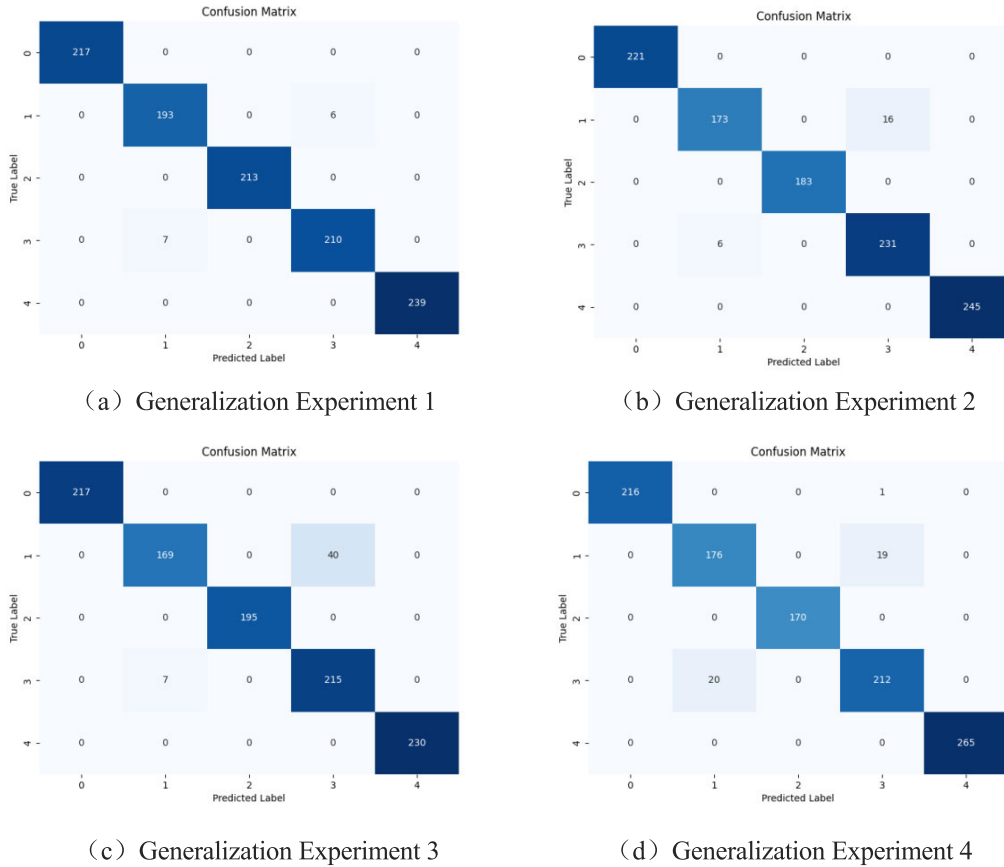 Confusion Matrix
0 217 0 0 0 0
1 0 193 0 6 0
2 0 0 213 0 0
3 0 7 0 210 0
4 0 0 0 0 239
0 1 2 3 4
Predicted Label
True Label
（a）Generalization Experiment 1
Confusion Matrix
0 221 0 0 0 0
1 0 173 0 16 0
2 0 0 183 0 0
3 0 6 0 231 0
4 0 0 0 0 245
0 1 2 3 4
Predicted Label
True Label
（b）Generalization Experiment 2
Confusion Matrix
0 217 0 0 0 0
1 0 169 0 40 0
2 0 0 195 0 0
3 0 7 0 215 0
4 0 0 0 0 230
0 1 2 3 4
Predicted Label
True Label
（c）Generalization Experiment 3
Confusion Matrix
0 216 0 0 1 0
1 0 176 0 19 0
2 0 0 170 0 0
3 0 20 0 212 0
4 0 0 0 0 265
0 1 2 3 4
Predicted Label
True Label
（d）Generalization Experiment 4